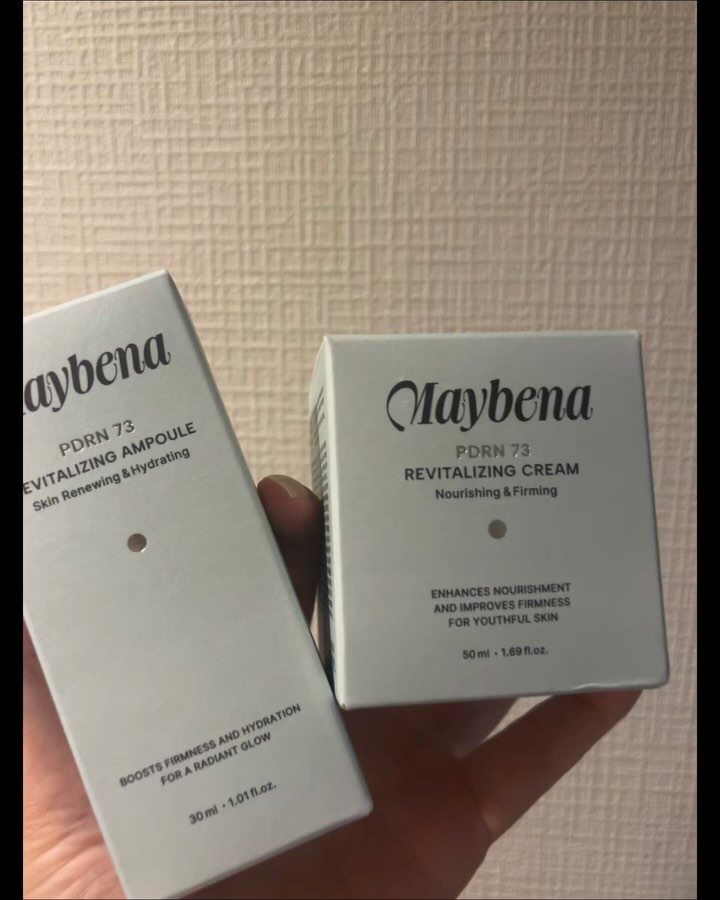 aybena
PDRN 73
EVITALIZING AMPOULE
Skin Renewing & Hydrating
BOOSTS FIRMNESS AND HYDRATION
FOR A RADIANT GLOW
30 ml · 1.01 fl.oz.
Maybena
PDRN 73
REVITALIZING CREAM
Nourishing & Firming
ENHANCES NOURISHMENT
AND IMPROVES FIRMNESS
FOR YOUTHFUL SKIN
50 ml · 1.69 fl.oz.